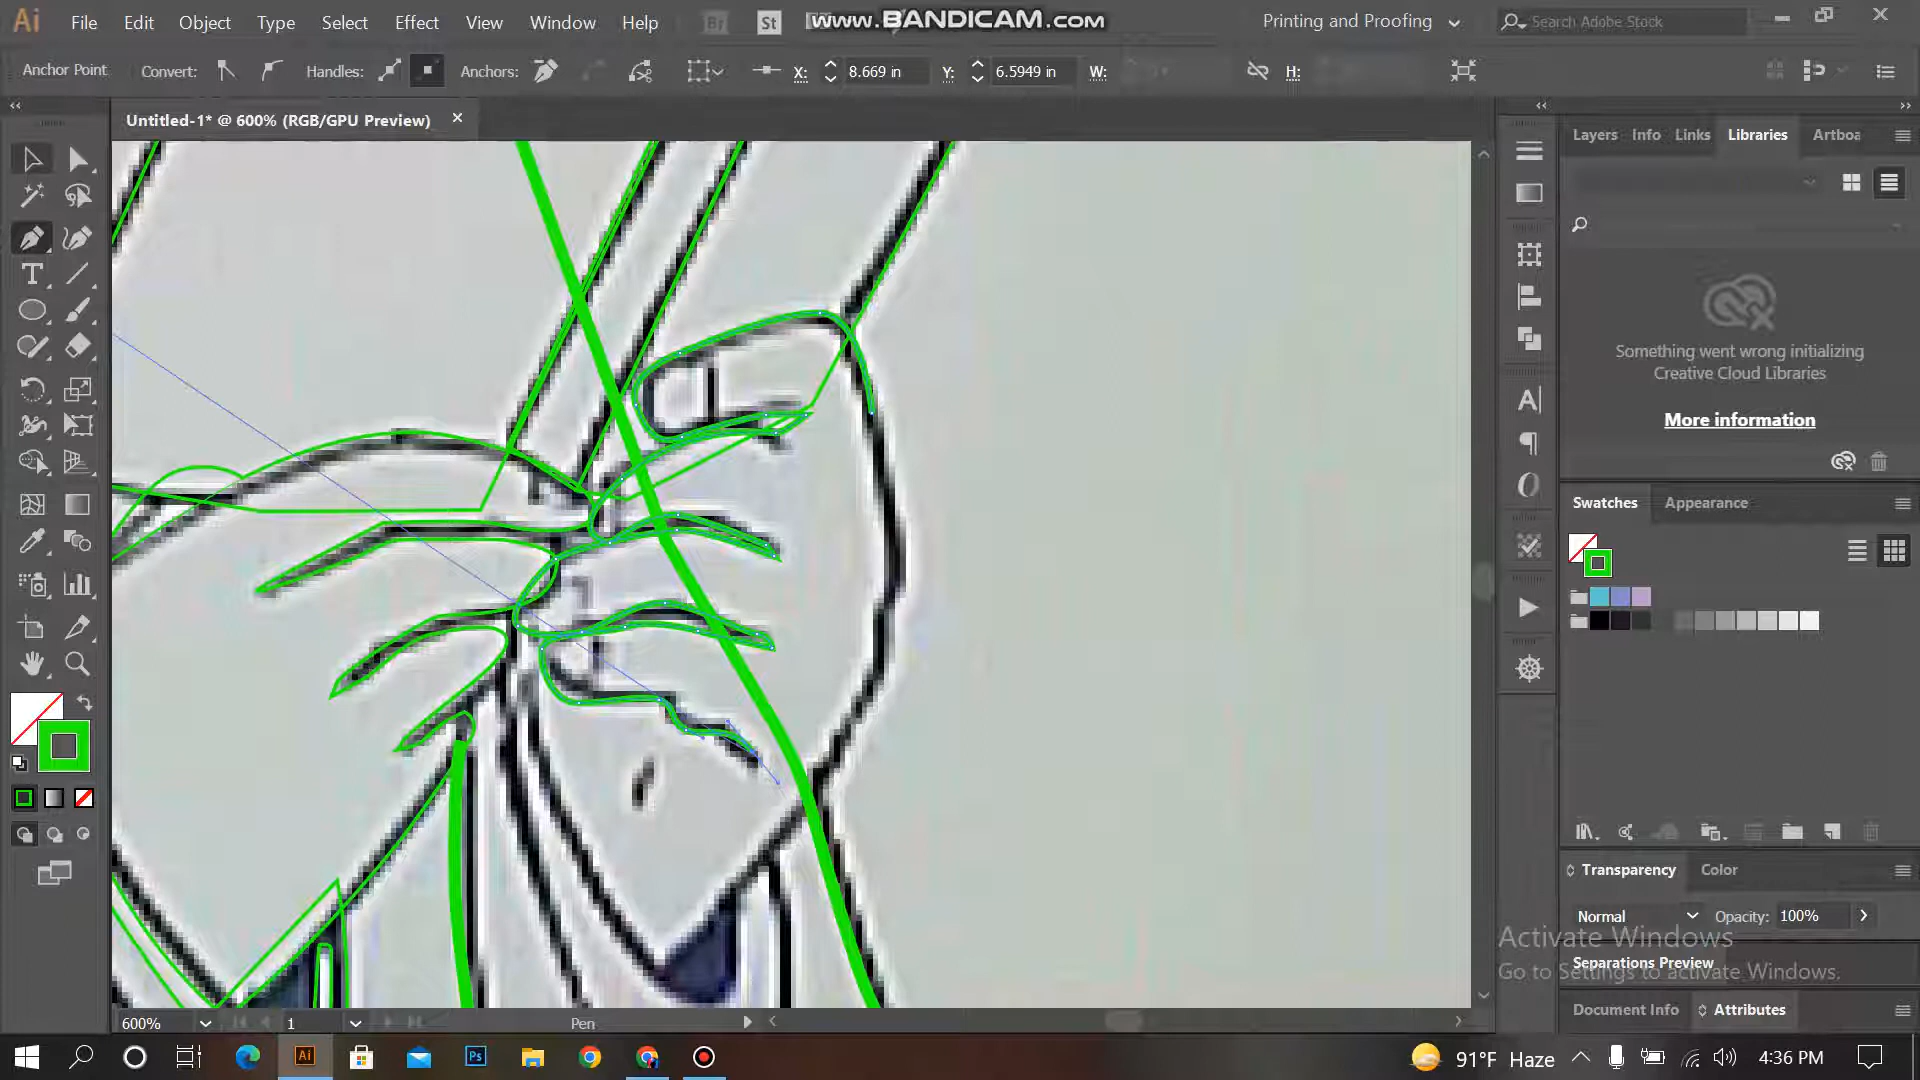 Ai File Edit Object Type Select Effect View Window Help Br St www.BANDICAM.com Printing and Proofing Search Adobe Stock
Anchor Point Convert: Handles: Anchors: X: 8.669 in Y: 6.5949 in W: H:
Untitled-1* @ 600% (RGB/GPU Preview)
Layers Info Links Libraries Artboa
Something went wrong initializing
Creative Cloud Libraries
More information
Swatches Appearance
Transparency Color
Normal Opacity: 100%
Activate Windows
Separations Preview
Go to Settings to activate Windows.
Document Info Attributes
600% 1 Pen
Ai Ps 91°F Haze 4:36 PM